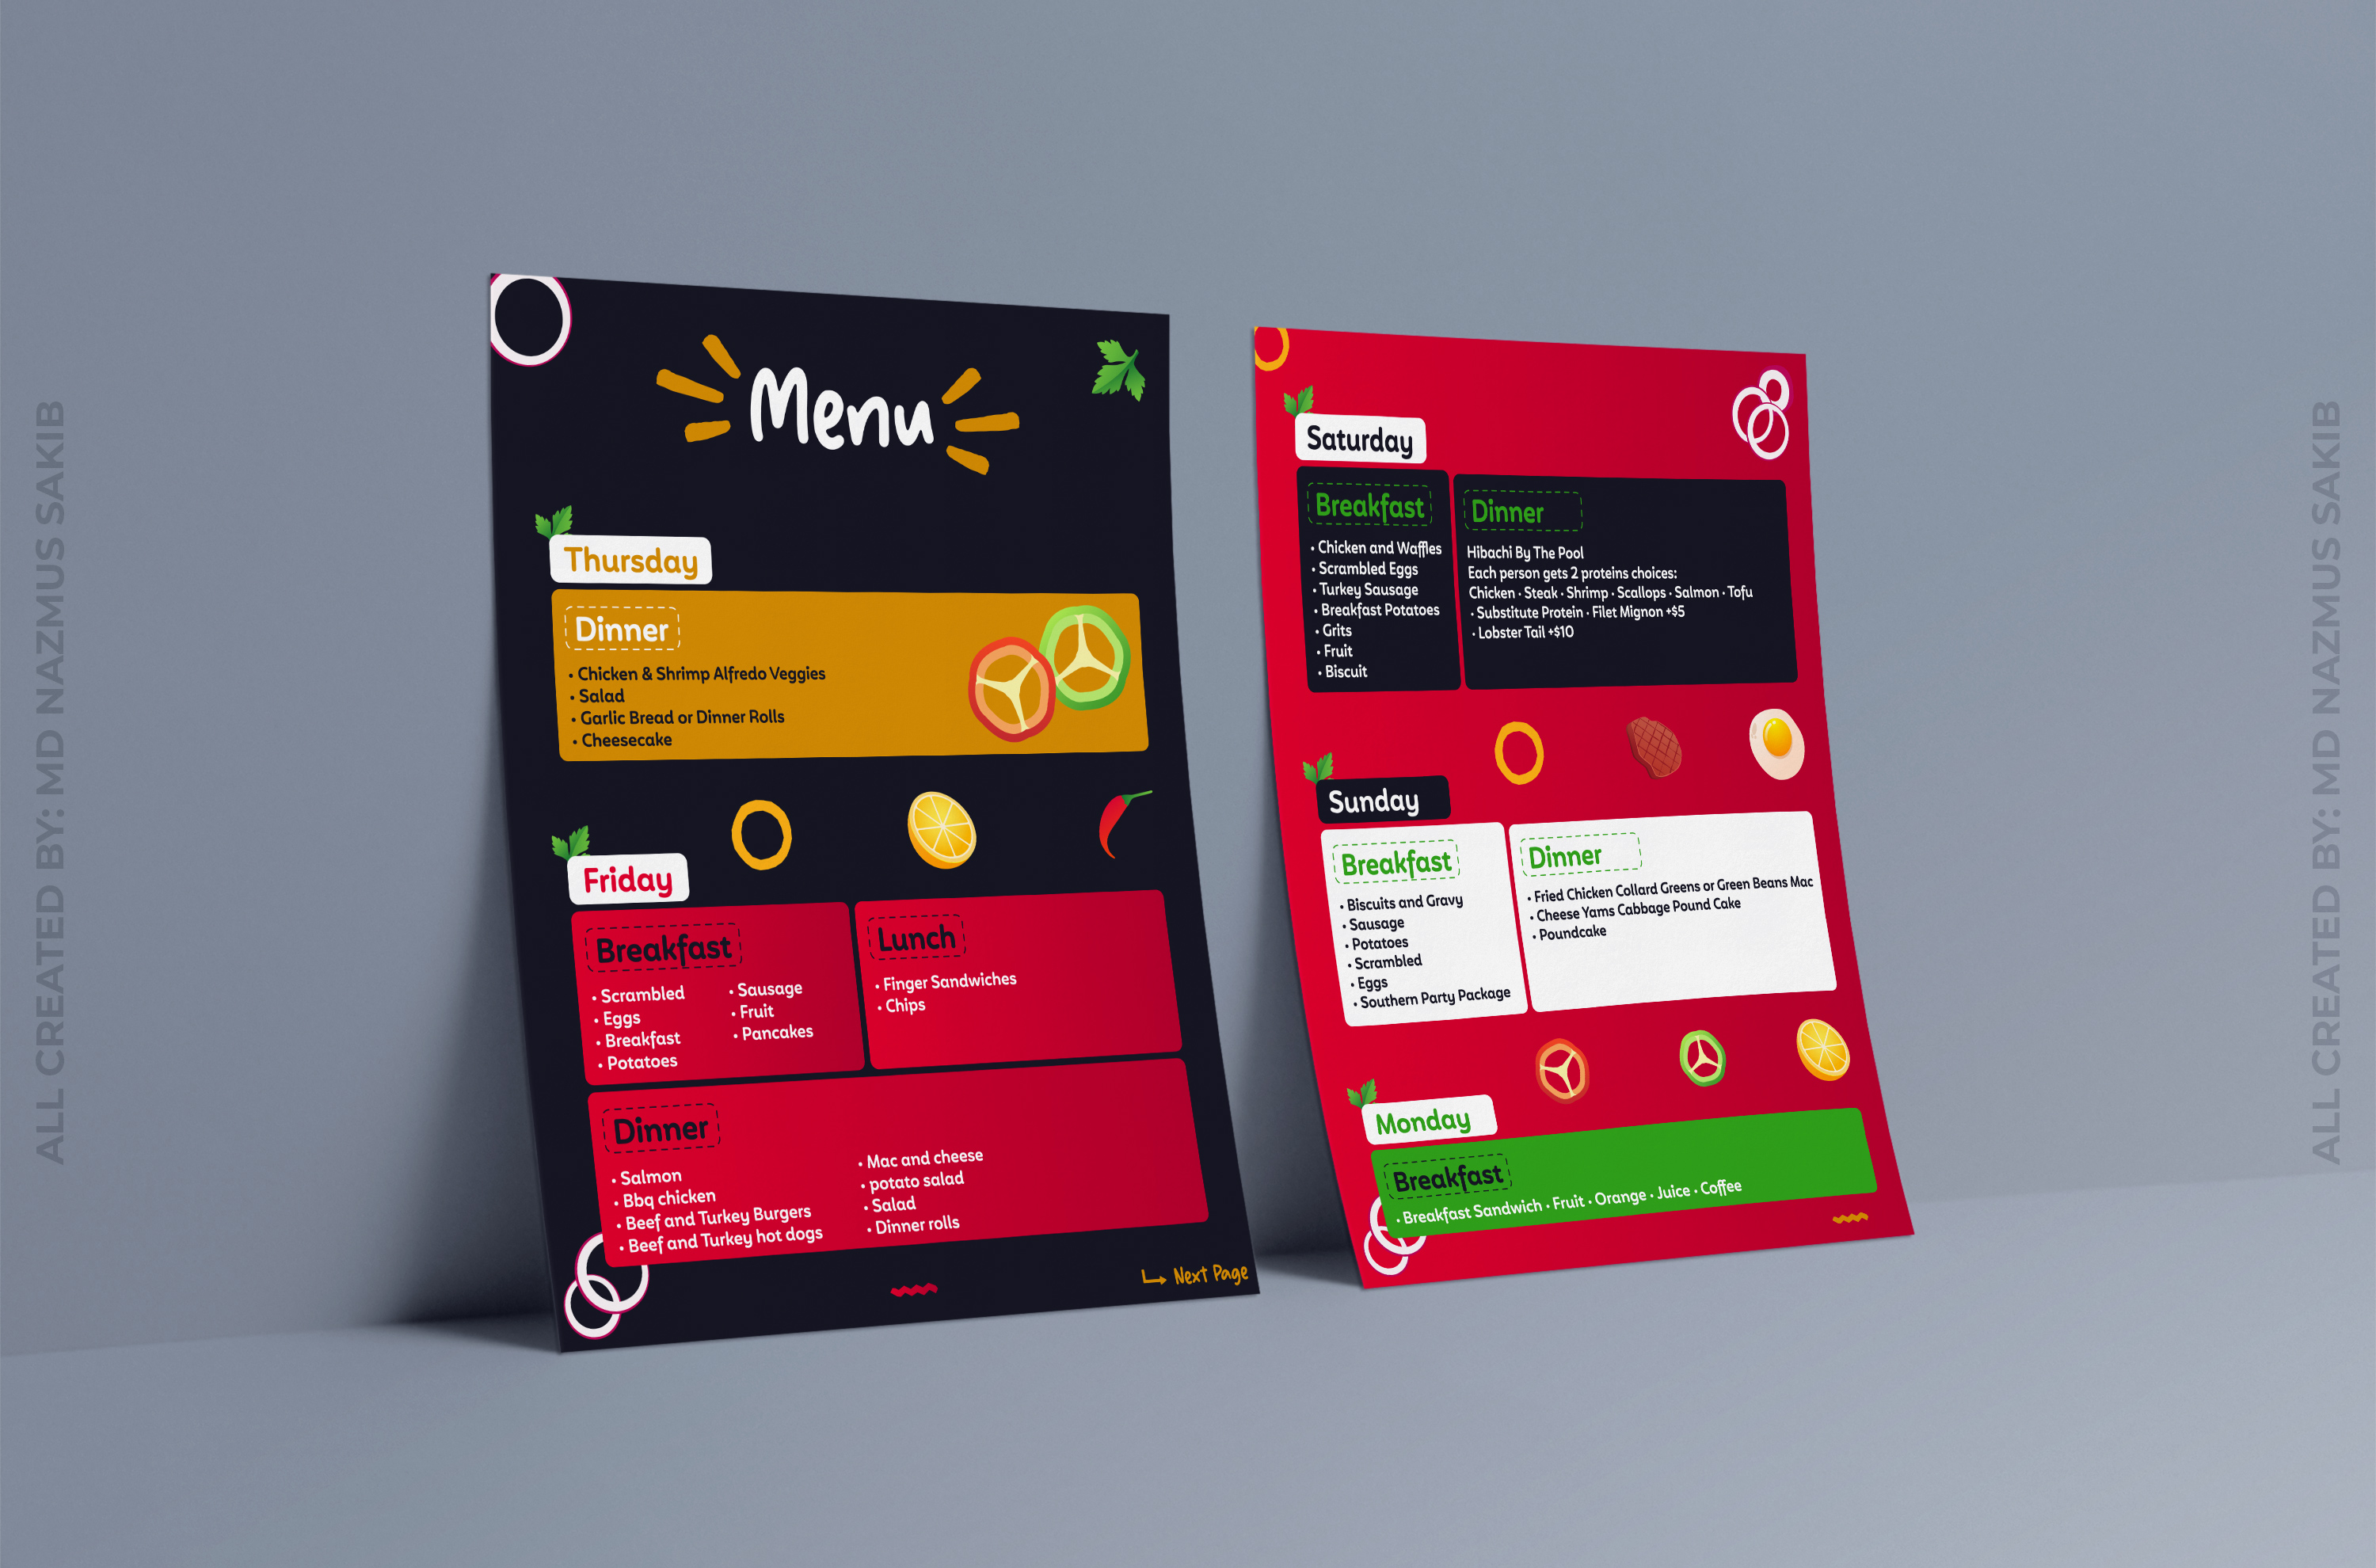 ALL CREATED BY: MD NAZMUS SAKIB
Menu
Thursday
Dinner
• Chicken & Shrimp Alfredo Veggies
• Salad
• Garlic Bread or Dinner Rolls
• Cheesecake
Friday
Breakfast
• Scrambled
• Eggs
• Breakfast
• Potatoes
• Sausage
• Fruit
• Pancakes
Lunch
• Finger Sandwiches
• Chips
Dinner
• Salmon
• Bbq chicken
• Beef and Turkey Burgers
• Beef and Turkey hot dogs
• Mac and cheese
• potato salad
• Salad
• Dinner rolls
Next Page
Saturday
Breakfast
• Chicken and Waffles
• Scrambled Eggs
• Turkey Sausage
• Breakfast Potatoes
• Grits
• Fruit
• Biscuit
Dinner
Hibachi By The Pool
Each person gets 2 proteins choices:
Chicken · Steak · Shrimp · Scallops · Salmon · Tofu
· Substitute Protein · Filet Mignon +$5
· Lobster Tail +$10
Sunday
Breakfast
• Biscuits and Gravy
• Sausage
• Potatoes
• Scrambled
• Eggs
• Southern Party Package
Dinner
• Fried Chicken Collard Greens or Green Beans Mac
• Cheese Yams Cabbage Pound Cake
• Poundcake
Monday
Breakfast
• Breakfast Sandwich · Fruit · Orange · Juice · Coffee
ALL CREATED BY: MD NAZMUS SAKIB